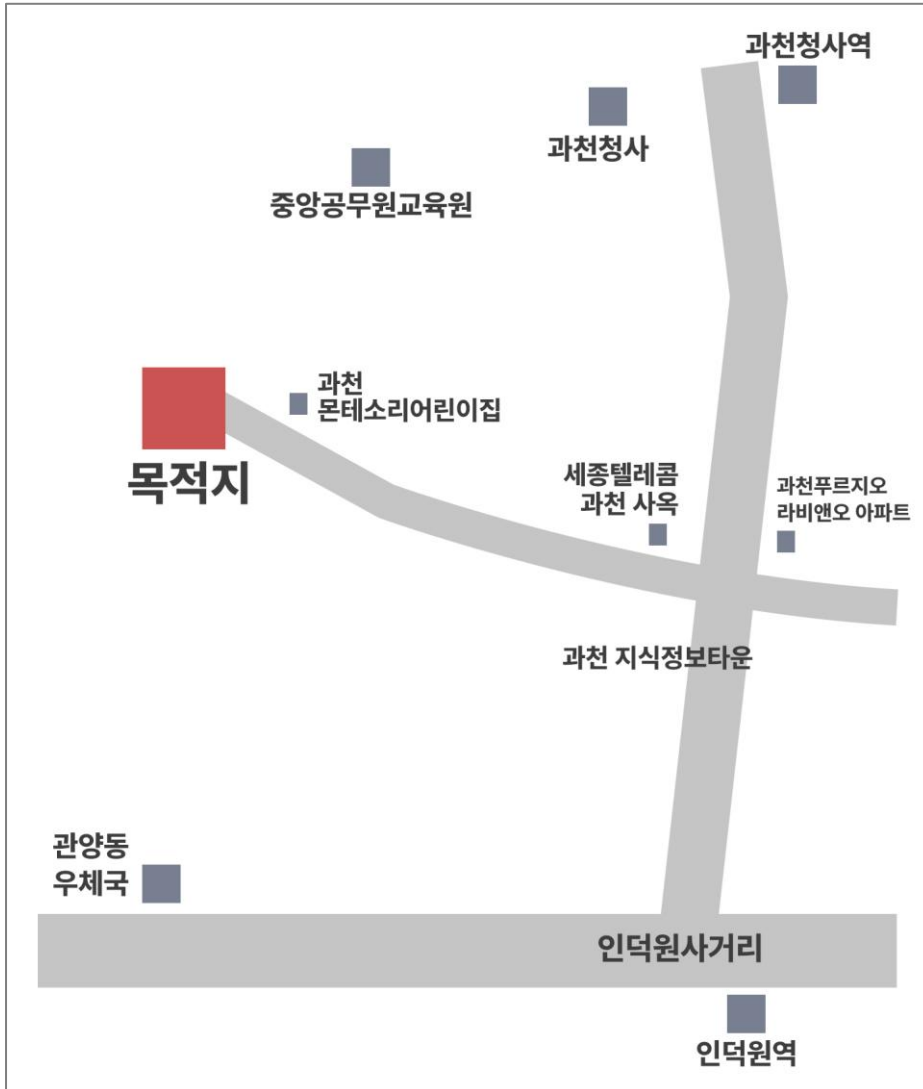 과천청사역
과천청사
중앙공무원교육원
과천
몬테소리어린이집
목적지
세종텔레콤
과천 사옥
과천푸르지오
라비앤오 아파트
과천 지식정보타운
관양동
우체국
인덕원사거리
인덕원역